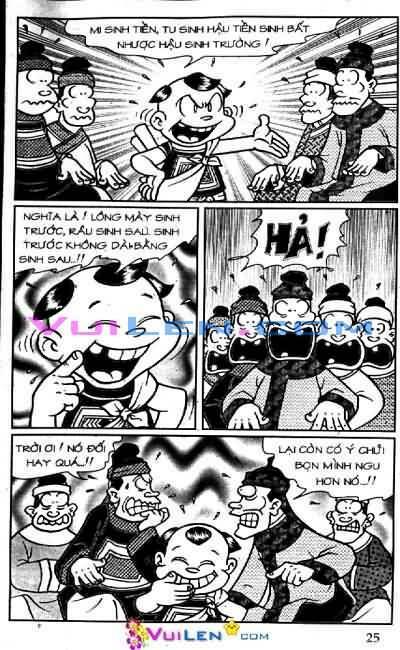 MI SINH TIỀN, TU SINH HẬU TIỀN SINH BẤT
NHƯỢC HẬU SINH TRƯỞNG !
NGHĨA LÀ ! LÔNG MÀY SINH
TRƯỚC, RÂU SINH SAU. SINH
TRƯỚC KHÔNG DÀI BẰNG
SINH SAU..!!
HẢ!
VUILEN.COM
TRỜI ƠI ! NÓ ĐỐI
HAY QUÁ..!!
LẠI CÒN CÓ Ý CHỬI
BỌN MÌNH NGU
HƠN NÓ..!!
25
VUILEN.COM